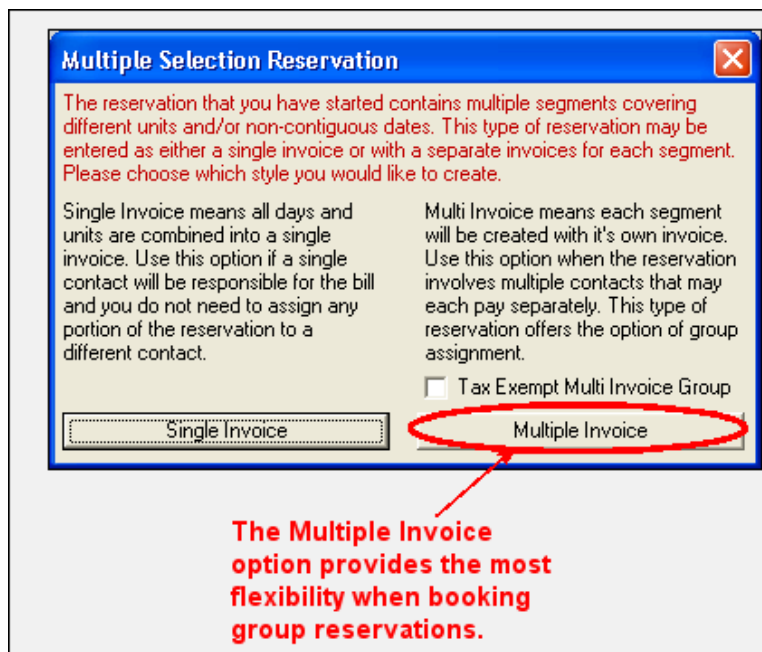 Multiple Selection Reservation
The reservation that you have started contains multiple segments covering
different units and/or non-contiguous dates. This type of reservation may be
entered as either a single invoice or with a separate invoices for each segment.
Please choose which style you would like to create.
Single Invoice means all days and
units are combined into a single
invoice. Use this option if a single
contact will be responsible for the bill
and you do not need to assign any
portion of the reservation to a
different contact.
Multi Invoice means each segment
will be created with it's own invoice.
Use this option when the reservation
involves multiple contacts that may
each pay separately. This type of
reservation offers the option of group
assignment.
Tax Exempt Multi Invoice Group
Single Invoice
Multiple Invoice
The Multiple Invoice
option provides the most
flexibility when booking
group reservations.